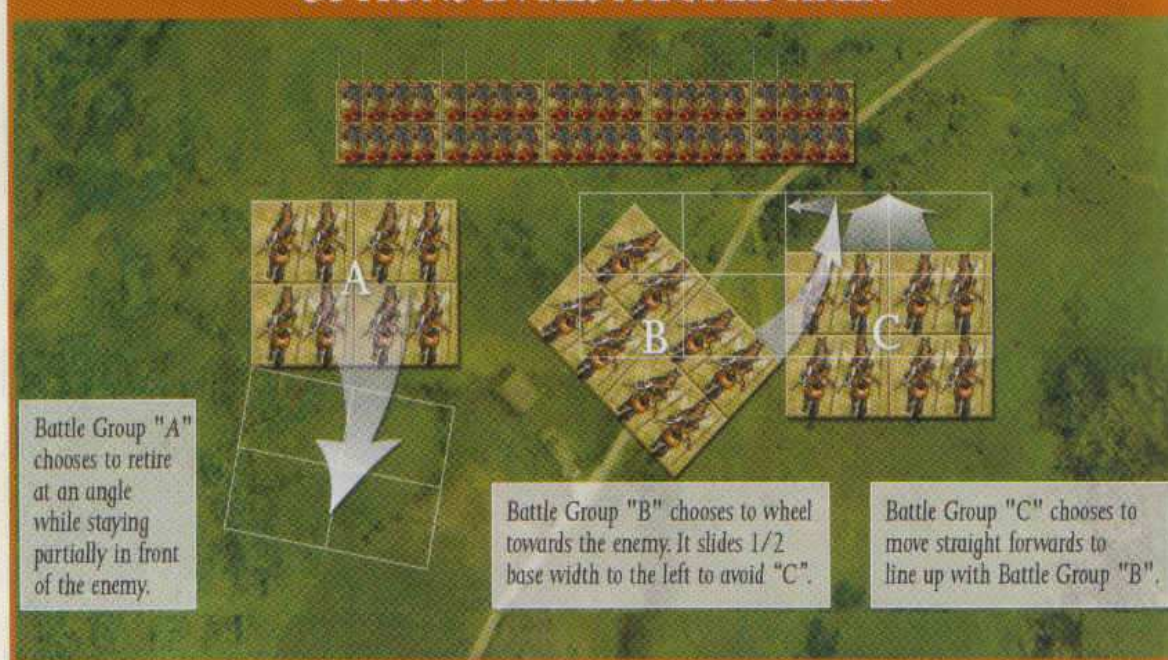 A
B
C
Battle Group "A"
chooses to retire
at an angle
while staying
partially in front
of the enemy.
Battle Group "B" chooses to wheel
towards the enemy. It slides 1/2
base width to the left to avoid “C”.
Battle Group "C" chooses to
move straight forwards to
line up with Battle Group "B".